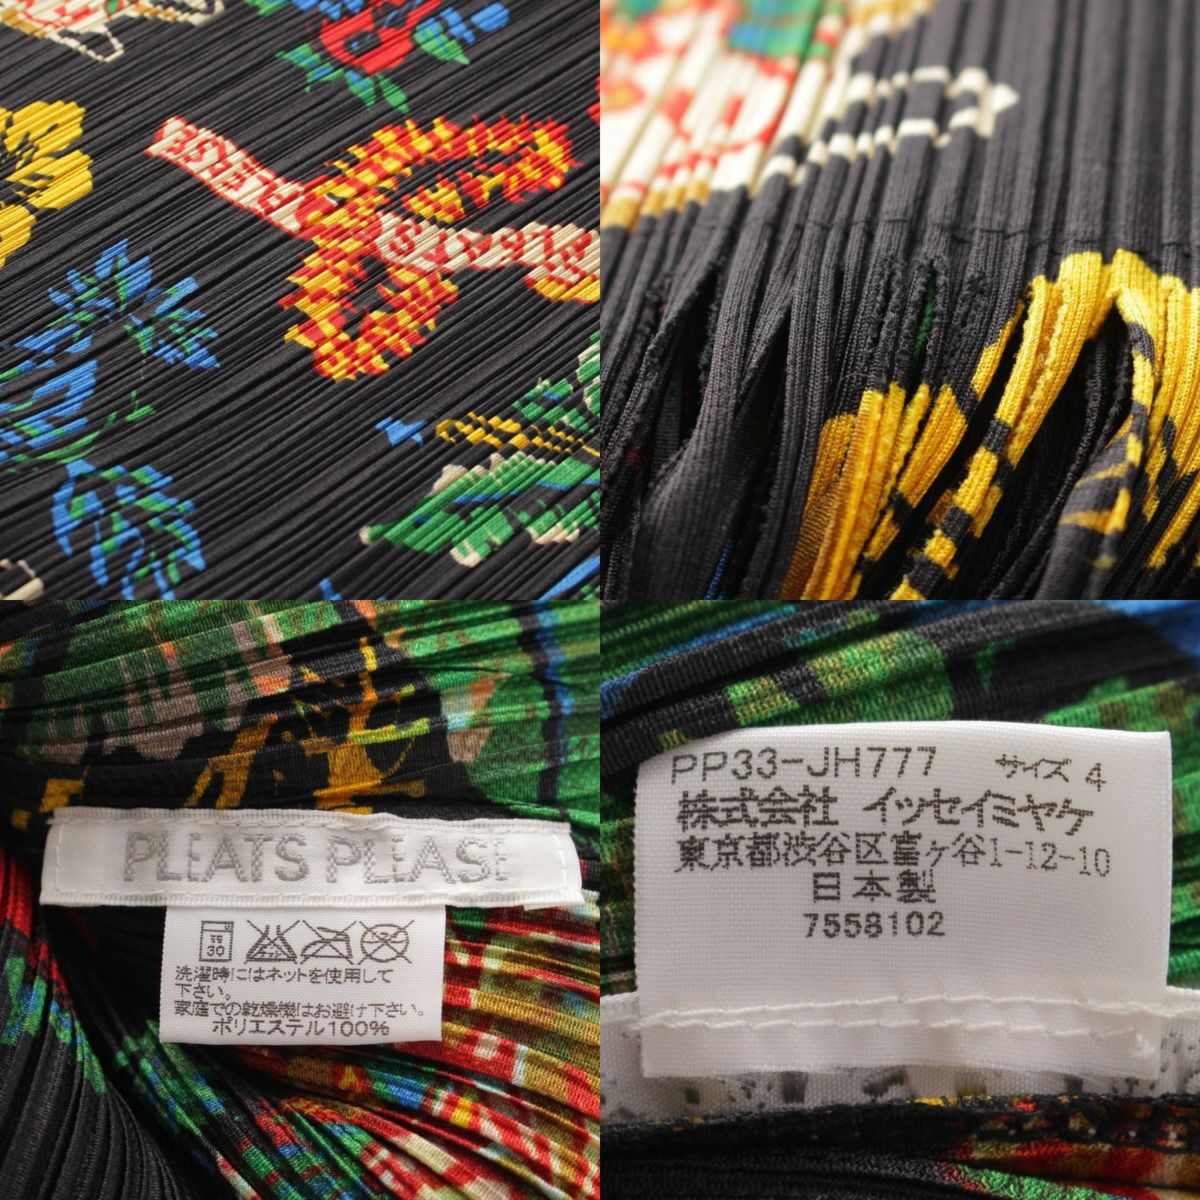 PLEATS PLEASE
弱
30
洗濯時にはネットを使用して
下さい。
家庭での乾燥機はお避け下さい。
ポリエステル100%
PP33-JH777 サイズ 4
株式会社 イッセイミヤケ
東京都渋谷区富ヶ谷1-12-10
日本製
7558102